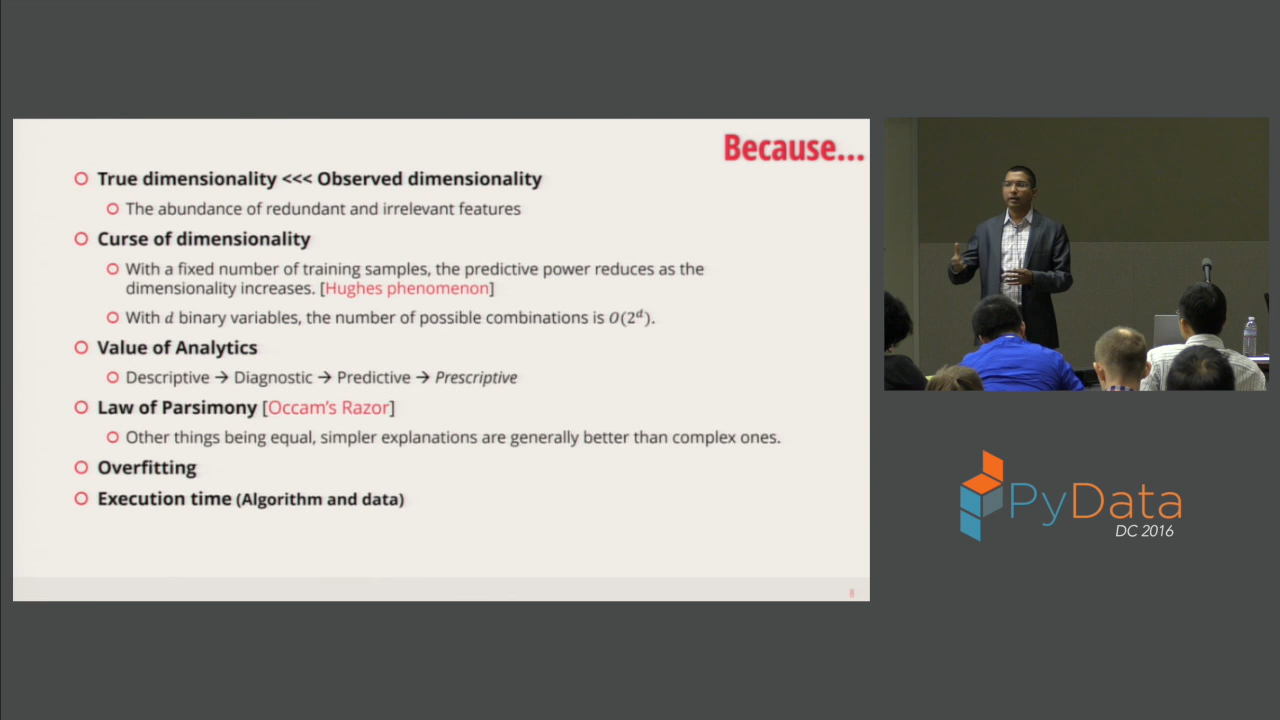 Because...
True dimensionality <<< Observed dimensionality
The abundance of redundant and irrelevant features
Curse of dimensionality
With a fixed number of training samples, the predictive power reduces as the
dimensionality increases. [Hughes phenomenon]
With d binary variables, the number of possible combinations is O(2^d).
Value of Analytics
Descriptive → Diagnostic → Predictive → Prescriptive
Law of Parsimony [Occam's Razor]
Other things being equal, simpler explanations are generally better than complex ones.
Overfitting
Execution time (Algorithm and data)
8
PyData
DC 2016